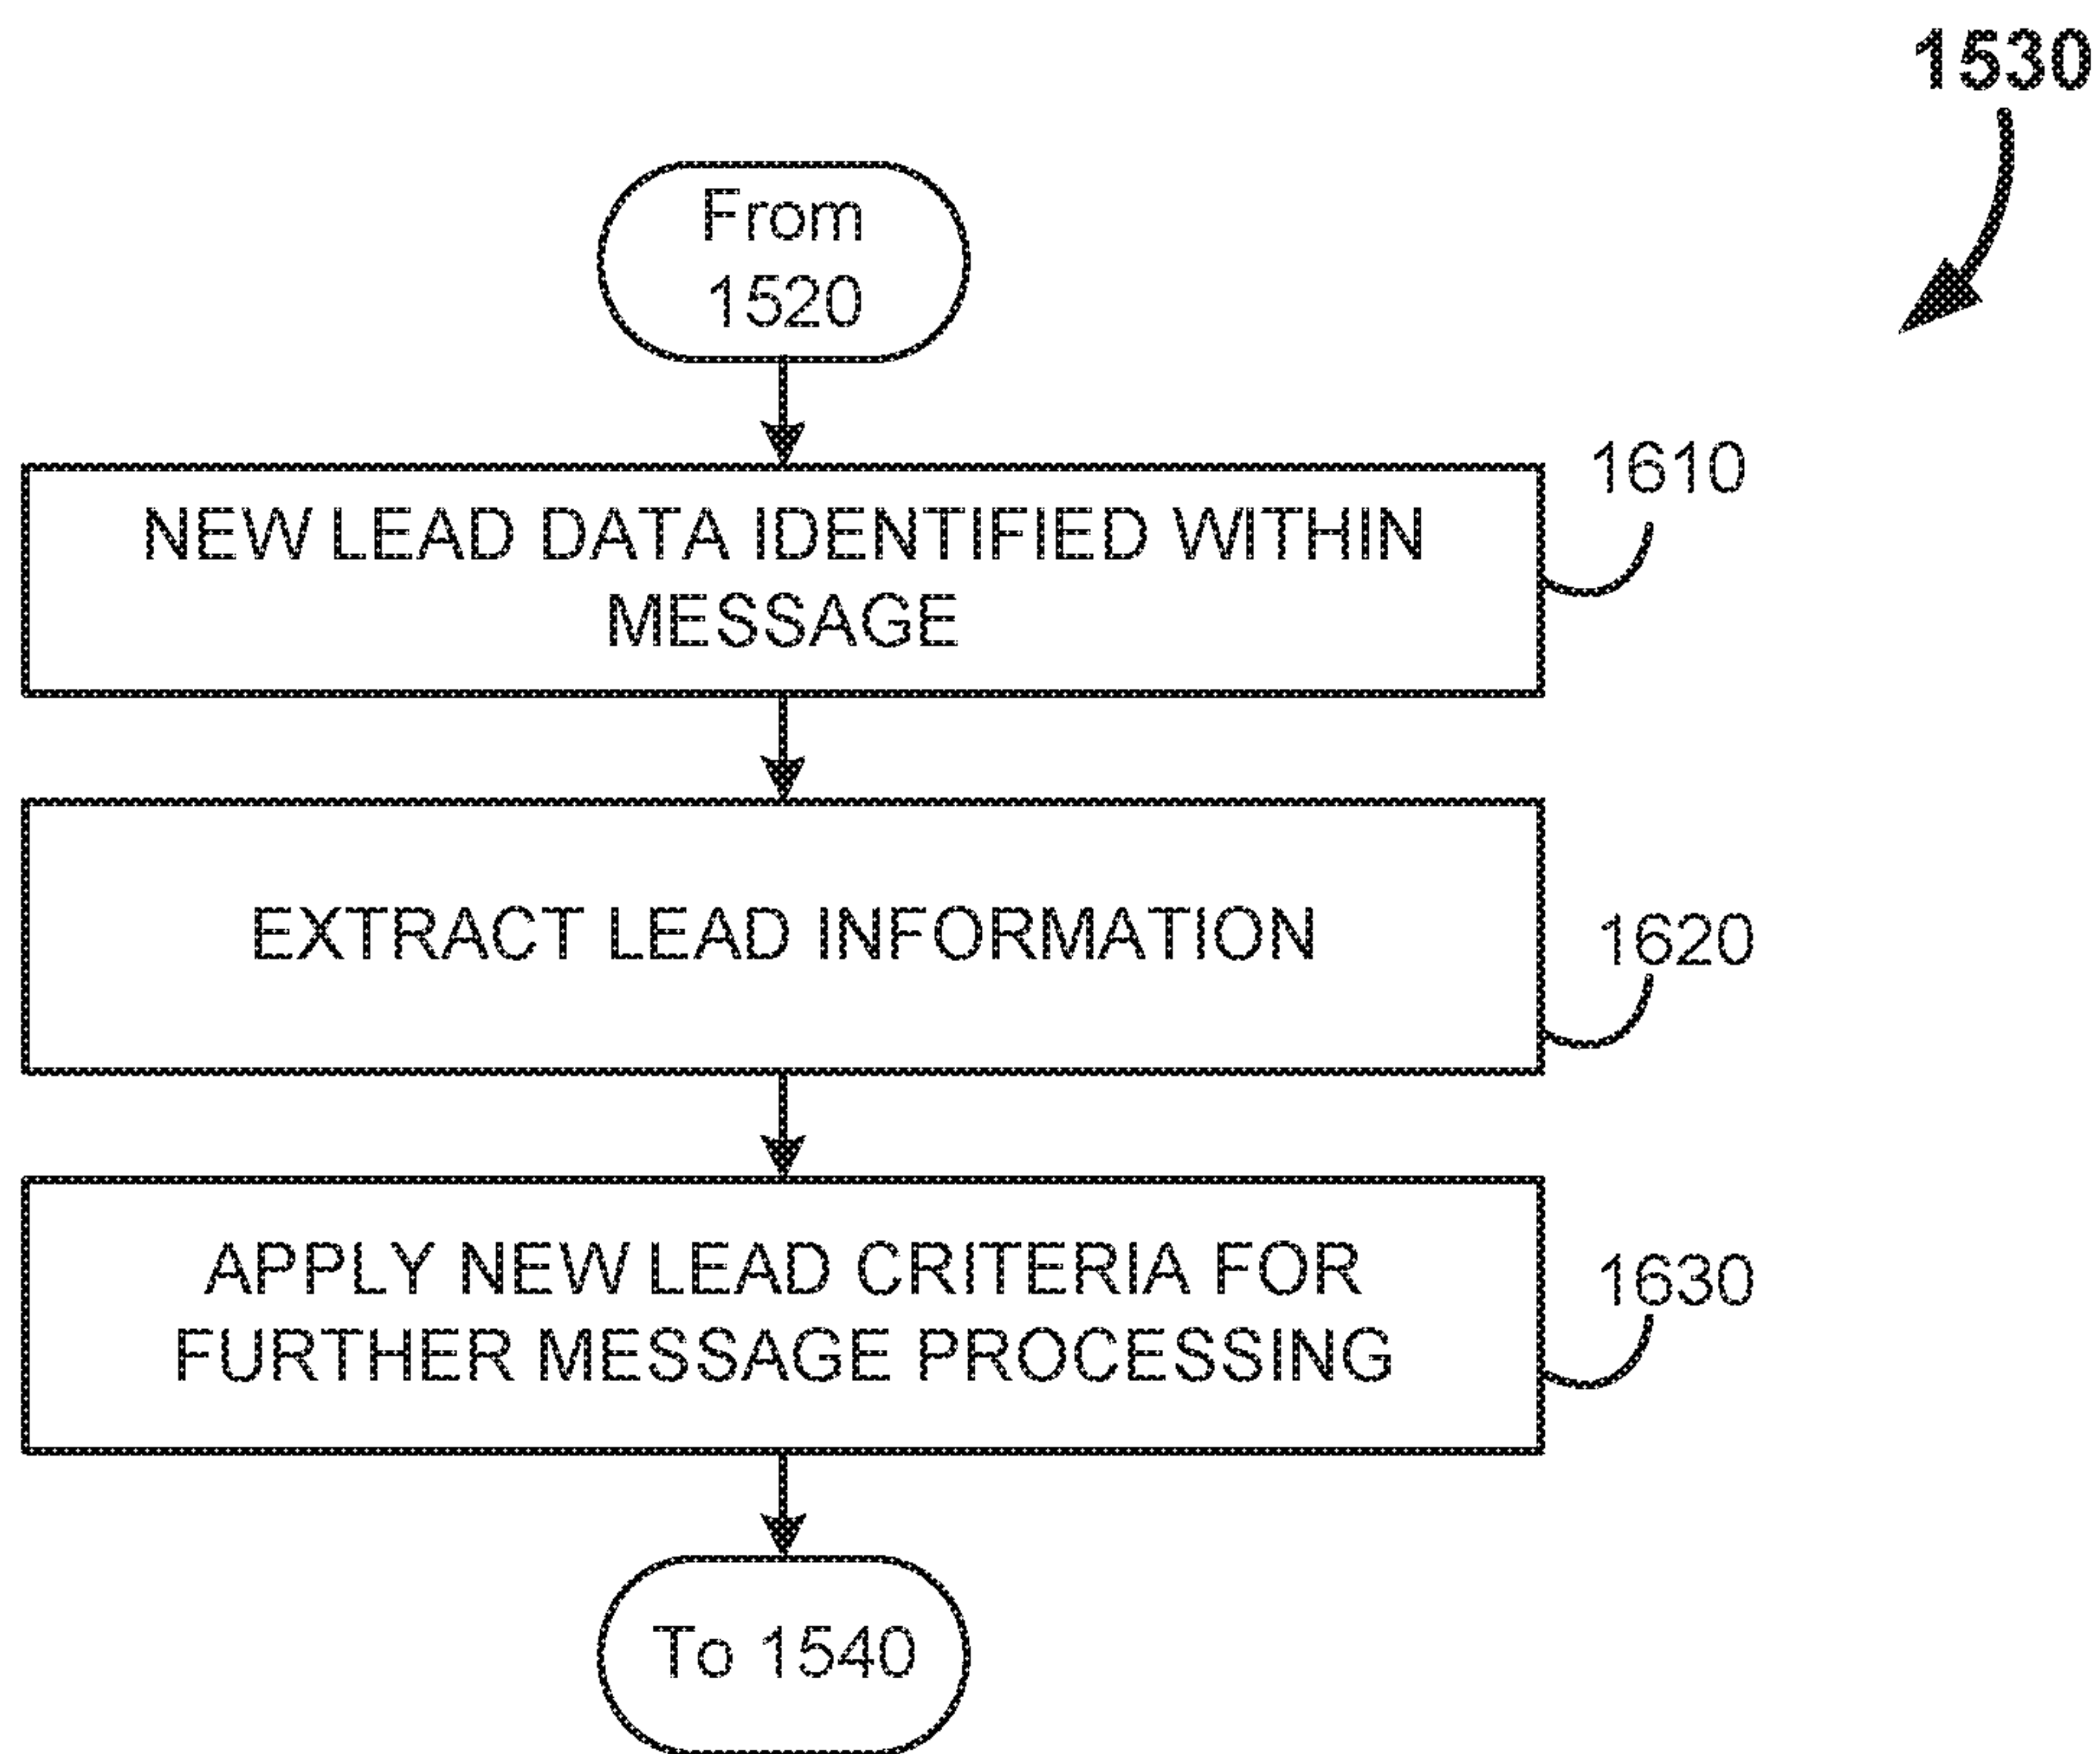 1530
From
1520
1610
NEW LEAD DATA IDENTIFIED WITHIN
MESSAGE
EXTRACT LEAD INFORMATION
1620
APPLY NEW LEAD CRITERIA FOR
1630
FURTHER MESSAGE PROCESSING
To 1540